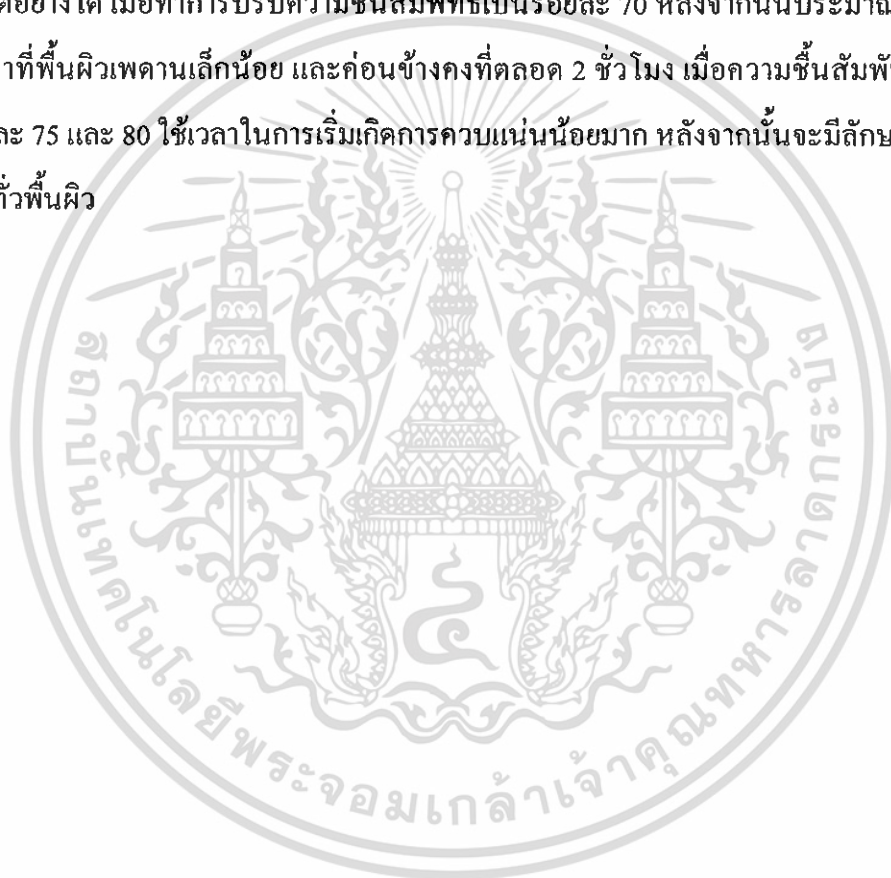 ดอย่างใด เมื่อทำการปรับความชื้นสัมพัทธ์เป็นร้อยละ 70 หลังจากนั้นประมาณ
าที่พื้นผิวเพดานเล็กน้อย และค่อนข้างคงที่ตลอด 2 ชั่วโมง เมื่อความชื้นสัมพั
ละ 75 และ 80 ใช้เวลาในการเริ่มเกิดการควบแน่นน้อยมาก หลังจากนั้นจะมีลักษ
ทั่วพื้นผิว
สถาบันเทคโนโลยีพระจอมเกล้าเจ้าคุณทหารลาดกระบัง